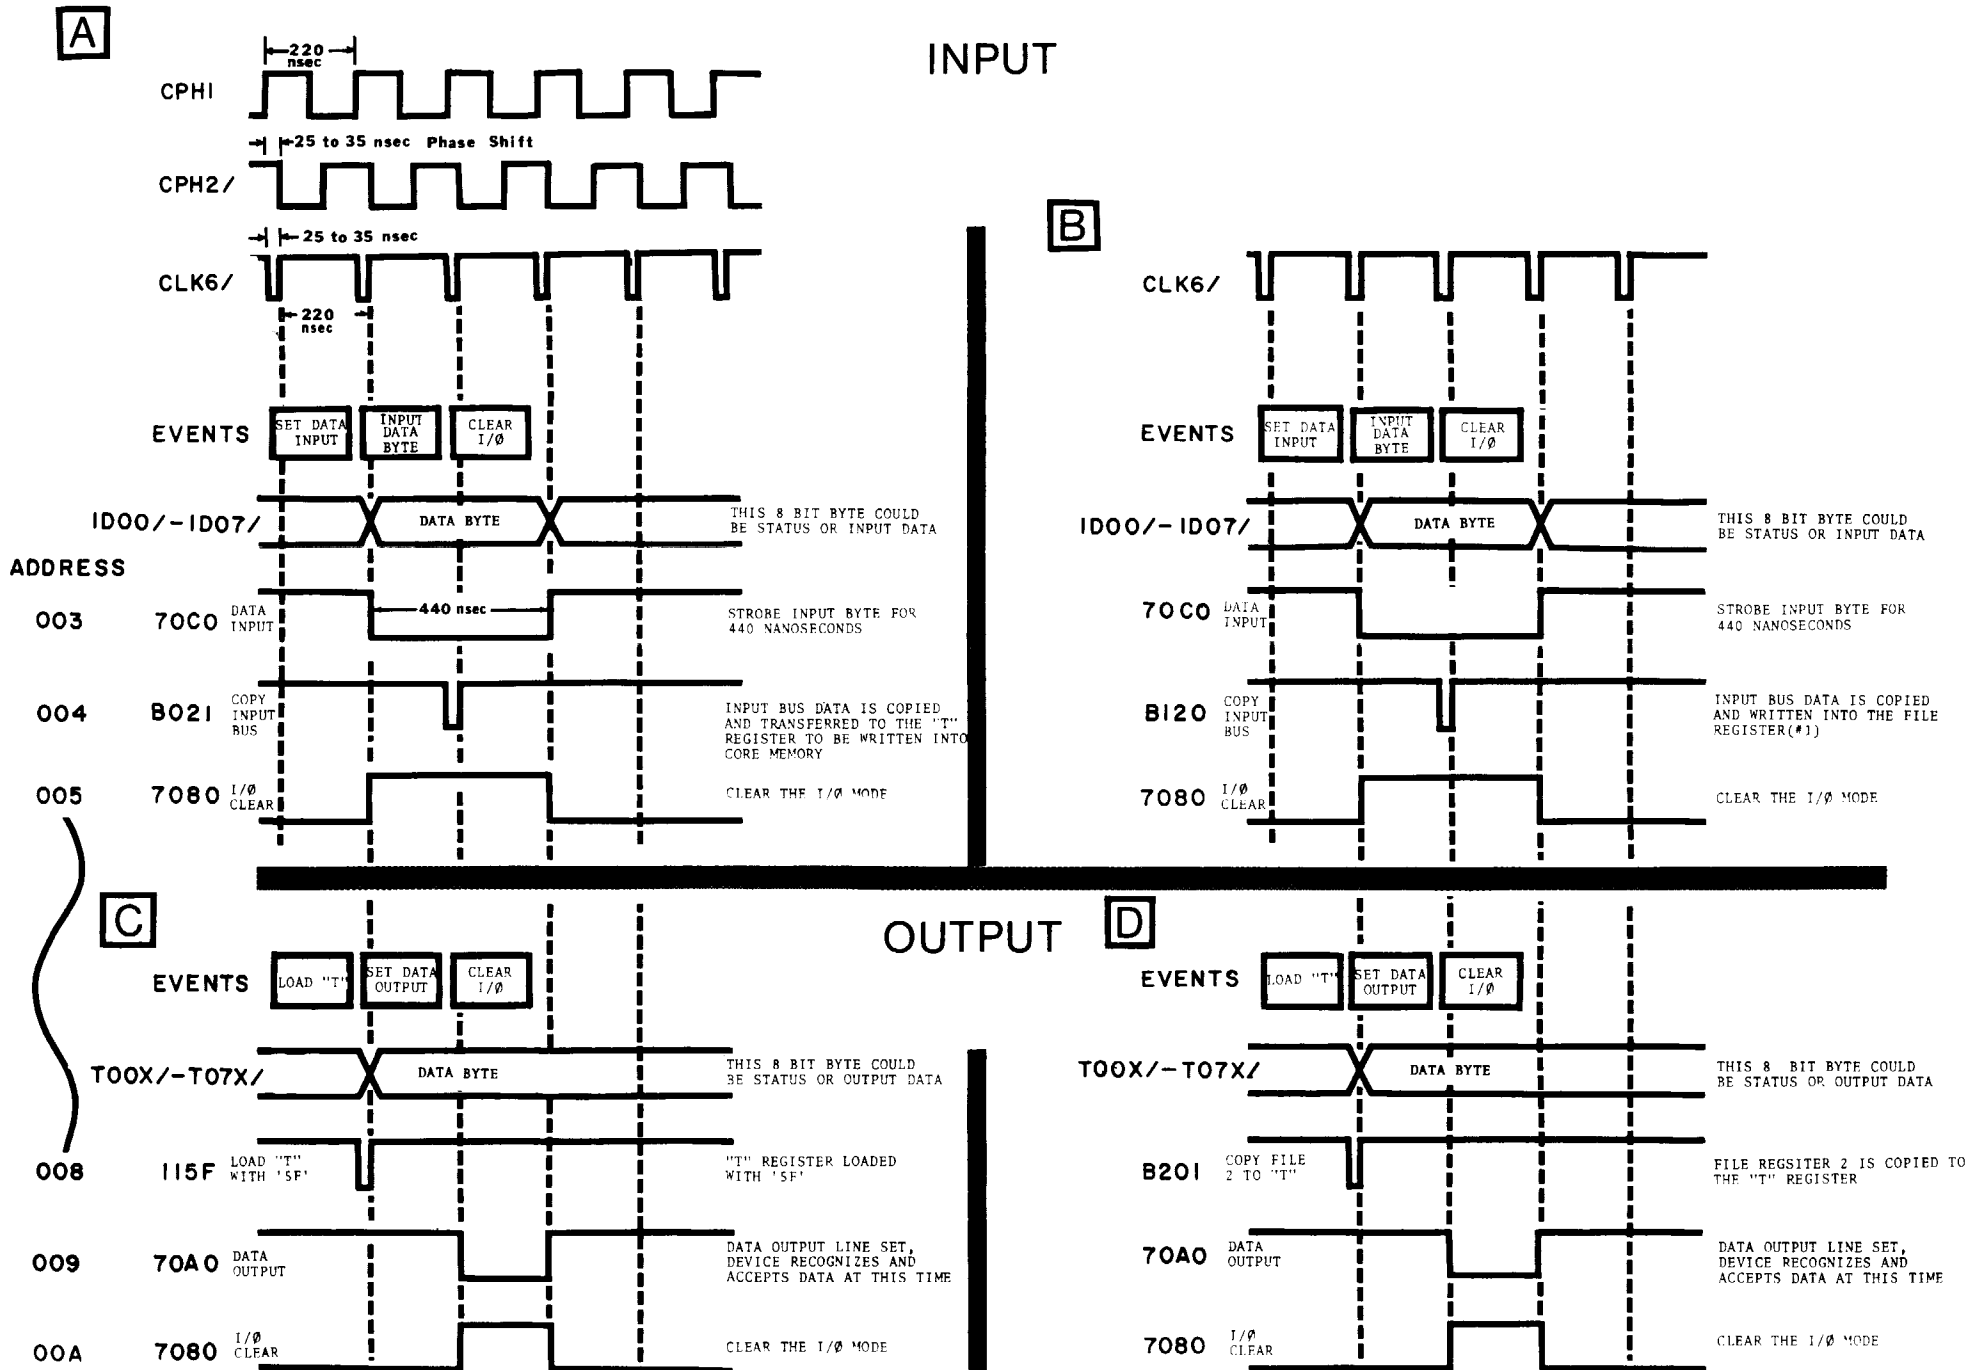 A
INPUT
220
nsec
CPH1
25 to 35 nsec Phase Shift
CPH2/
25 to 35 nsec
CLK6/
220
nsec
EVENTS
SET DATA
INPUT
INPUT
DATA
BYTE
CLEAR
I/Ø
ID00/-ID07/
DATA BYTE
THIS 8 BIT BYTE COULD
BE STATUS OR INPUT DATA
ADDRESS
003
70C0
DATA
INPUT
440 nsec
STROBE INPUT BYTE FOR
440 NANOSECONDS
004
B021
COPY
INPUT
BUS
INPUT BUS DATA IS COPIED
AND TRANSFERRED TO THE "T"
REGISTER TO BE WRITTEN INTO
CORE MEMORY
005
7080
I/Ø
CLEAR
CLEAR THE I/Ø MODE
B
CLK6/
EVENTS
SET DATA
INPUT
INPUT
DATA
BYTE
CLEAR
I/Ø
ID00/-ID07/
DATA BYTE
THIS 8 BIT BYTE COULD
BE STATUS OR INPUT DATA
70C0
DATA
INPUT
STROBE INPUT BYTE FOR
440 NANOSECONDS
B120
COPY
INPUT
BUS
INPUT BUS DATA IS COPIED
AND WRITTEN INTO THE FILE
REGISTER(#1)
7080
I/Ø
CLEAR
CLEAR THE I/Ø MODE
C
OUTPUT
EVENTS
LOAD "T"
SET DATA
OUTPUT
CLEAR
I/Ø
T00X/-T07X/
DATA BYTE
THIS 8 BIT BYTE COULD
BE STATUS OR OUTPUT DATA
008
115F
LOAD "T"
WITH '5F'
"T" REGISTER LOADED
WITH '5F'
009
70A0
DATA
OUTPUT
DATA OUTPUT LINE SET,
DEVICE RECOGNIZES AND
ACCEPTS DATA AT THIS TIME
00A
7080
I/Ø
CLEAR
CLEAR THE I/Ø MODE
D
EVENTS
LOAD "T"
SET DATA
OUTPUT
CLEAR
I/Ø
T00X/-T07X/
DATA BYTE
THIS 8 BIT BYTE COULD
BE STATUS OR OUTPUT DATA
B201
COPY FILE
2 TO "T"
FILE REGSITER 2 IS COPIED TO
THE "T" REGISTER
70A0
DATA
OUTPUT
DATA OUTPUT LINE SET,
DEVICE RECOGNIZES AND
ACCEPTS DATA AT THIS TIME
7080
I/Ø
CLEAR
CLEAR THE I/Ø MODE